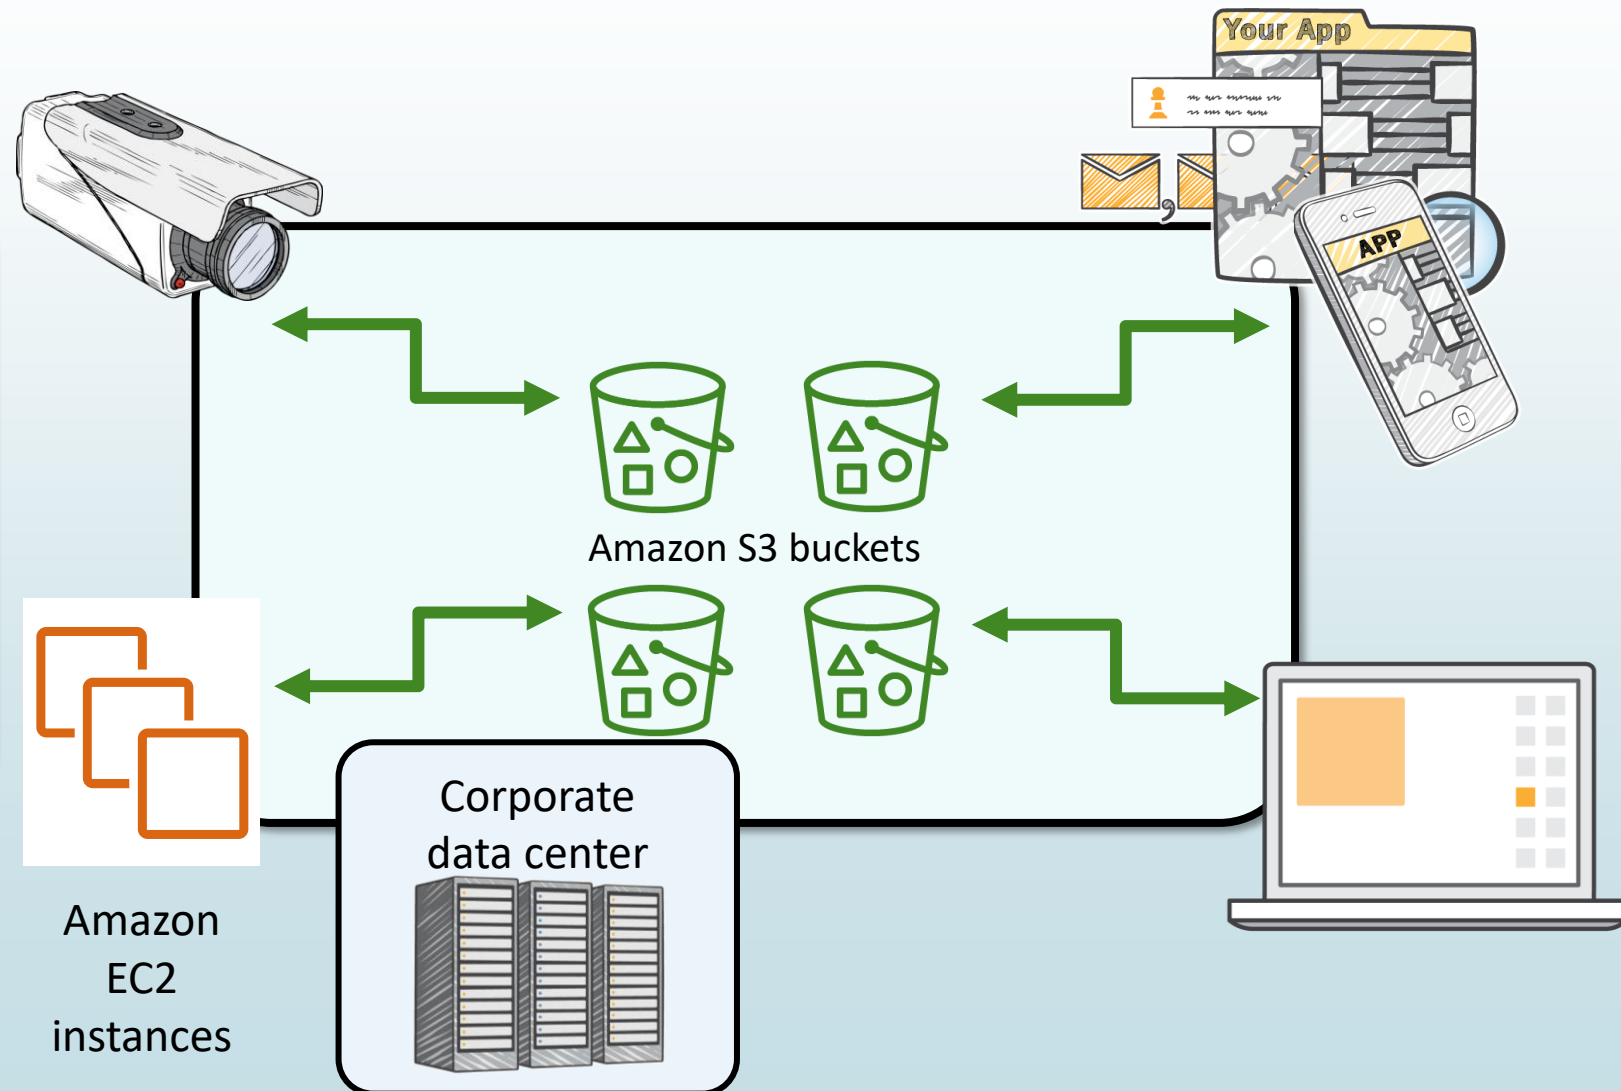 Your App
APP
Amazon S3 buckets
Corporate
data center
Amazon
EC2
instances